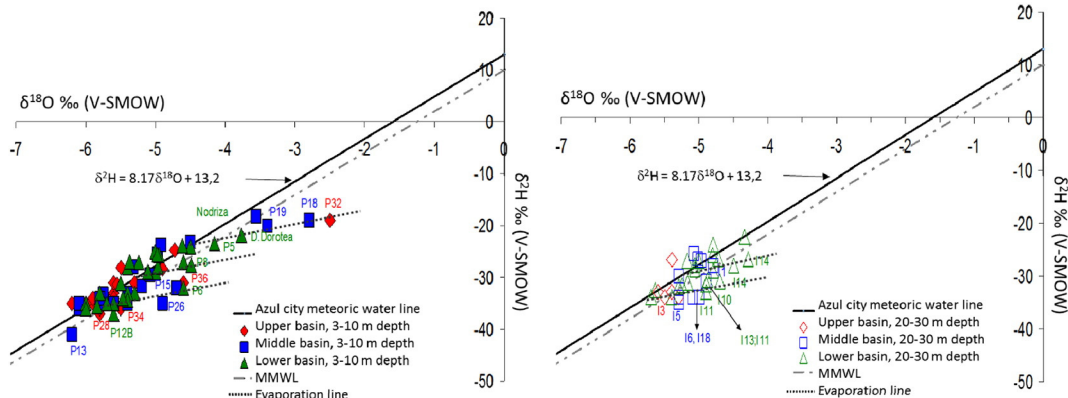 20
10
0
-10
-20
-30
-40
-50
δ¹⁸O ‰ (V-SMOW)
-7 -6 -5 -4 -3 -2 -1 0
δ²H ‰ (V-SMOW)
δ²H = 8.17δ¹⁸O + 13,2
Nodriza
P19
P18
P32
D.Dorotea
P5
P8
P15
P36
P6
P26
P28
P34
P12B
P13
Azul city meteoric water line
Upper basin, 3-10 m depth
Middle basin, 3-10 m depth
Lower basin, 3-10 m depth
MMWL
Evaporation line
20
10
0
-10
-20
-30
-40
-50
δ¹⁸O ‰ (V-SMOW)
-7 -6 -5 -4 -3 -2 -1 0
δ²H ‰ (V-SMOW)
δ²H = 8.17δ¹⁸O + 13,2
I14
I14
I3
I10
I5
I11
I6, I18
I13;I11
Azul city meteoric water line
Upper basin, 20-30 m depth
Middle basin, 20-30 m depth
Lower basin, 20-30 m depth
MMWL
Evaporation line